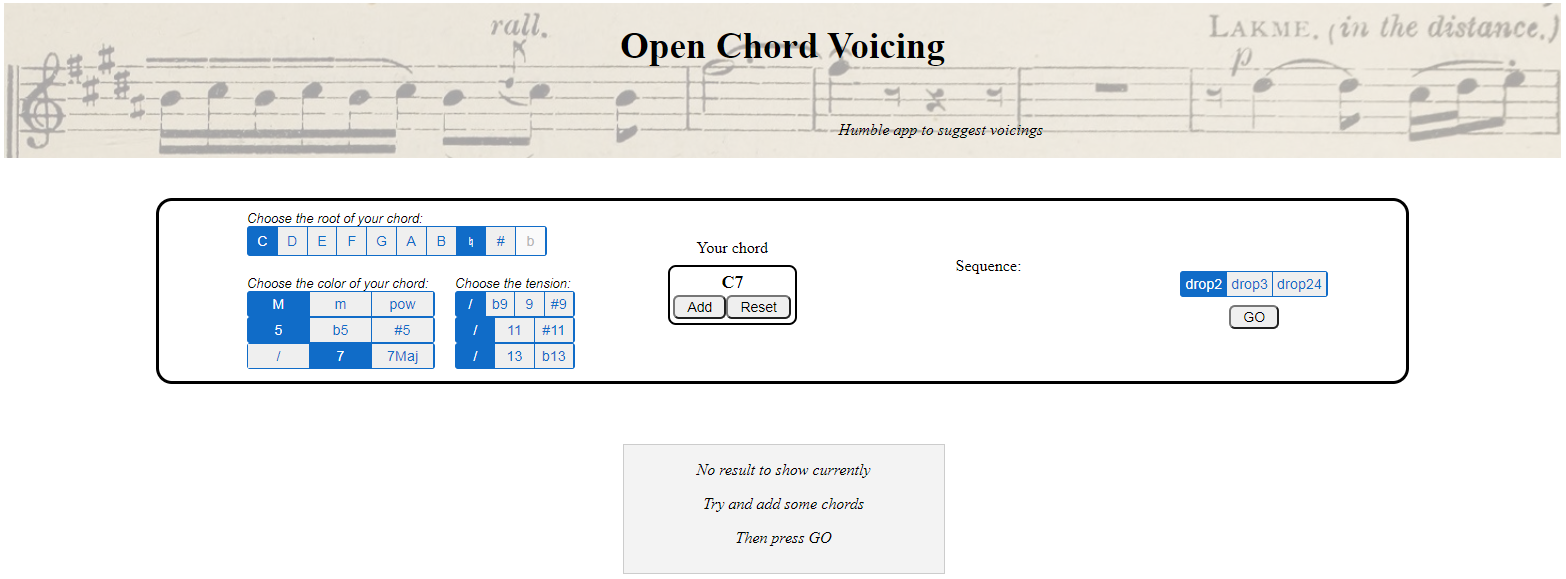 rall.
LAKME. (in the distance.)
Open Chord Voicing
p
Humble app to suggest voicings
Choose the root of your chord:
C D E F G A B ♮ # b
Choose the color of your chord:
M m pow
5 b5 #5
/ 7 7Maj
Choose the tension:
/ b9 9 #9
/ 11 #11
/ 13 b13
Your chord
C7
Add Reset
Sequence:
drop2 drop3 drop24
GO
No result to show currently
Try and add some chords
Then press GO